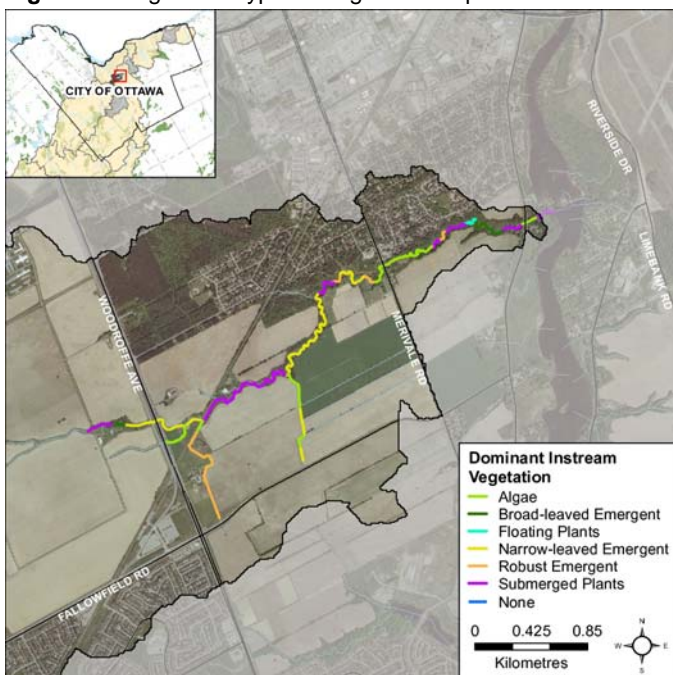 CITY OF OTTAWA
RIVERSIDE DR
LIMEBANK RD
WOODROFFE AVE
MERIVALE RD
FALLOWFIELD RD
Dominant Instream
Vegetation
Algae
Broad-leaved Emergent
Floating Plants
Narrow-leaved Emergent
Robust Emergent
Submerged Plants
None
0 0.425 0.85
Kilometres
N
W E
S